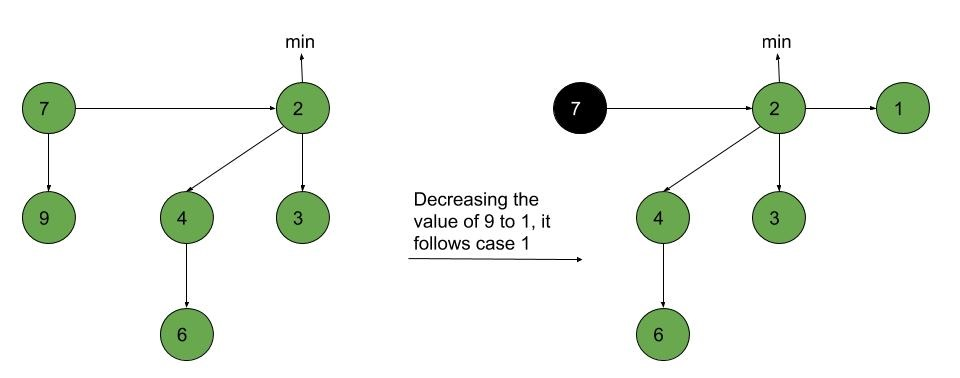 min
min
7
2
7
2
1
9
4
3
Decreasing the
value of 9 to 1, it
follows case 1
4
3
6
6